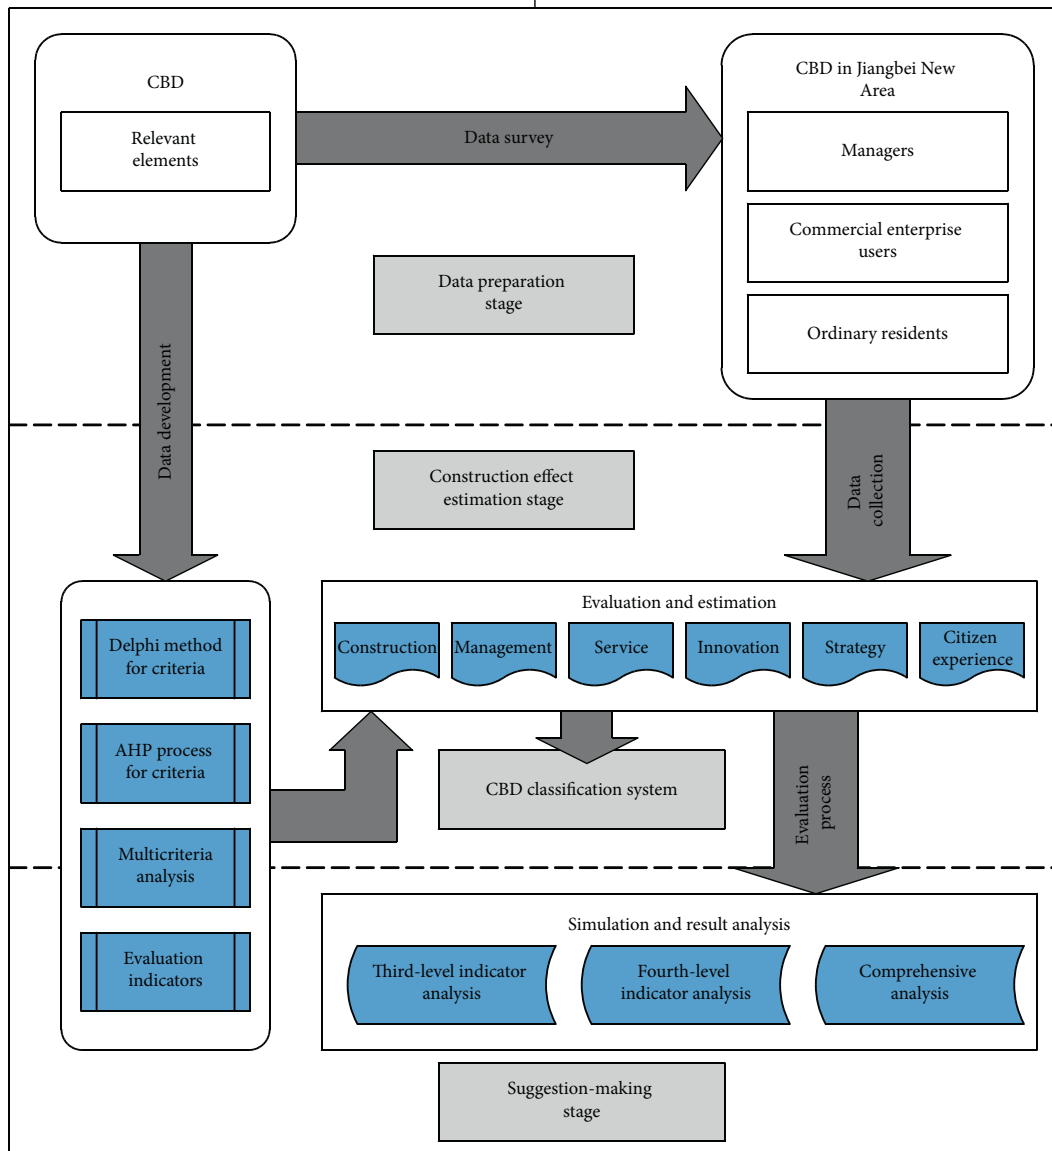 CBD
Relevant
elements
Data survey
CBD in Jiangbei New
Area
Managers
Commercial enterprise
users
Ordinary residents
Data preparation
stage
Data development
Data
collection
Construction effect
estimation stage
Delphi method
for criteria
AHP process
for criteria
Multicriteria
analysis
Evaluation
indicators
Evaluation and estimation
Construction
Management
Service
Innovation
Strategy
Citizen
experience
CBD classification system
Evaluation
process
Simulation and result analysis
Third-level indicator
analysis
Fourth-level
indicator analysis
Comprehensive
analysis
Suggestion-making
stage